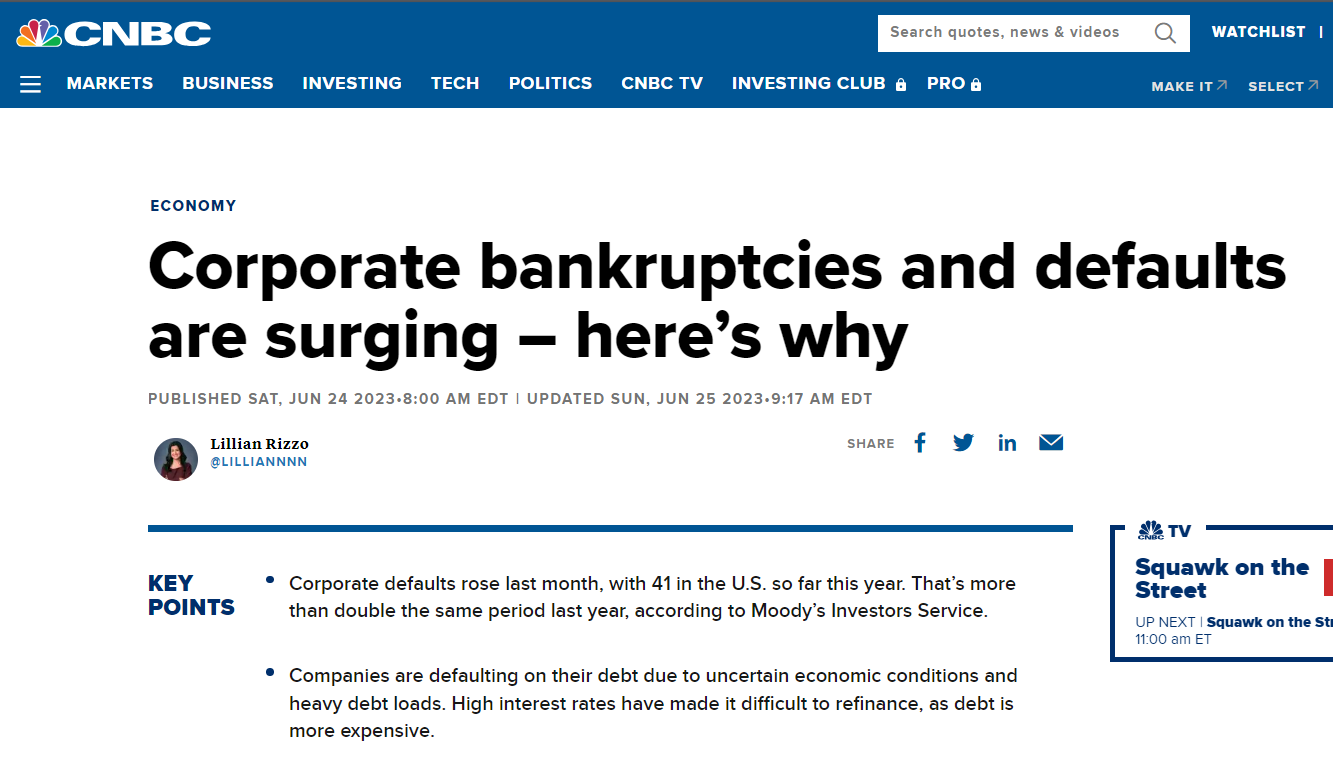 CNBC
Search quotes, news & videos
WATCHLIST |
MARKETS BUSINESS INVESTING TECH POLITICS CNBC TV INVESTING CLUB PRO
MAKE IT SELECT
ECONOMY
Corporate bankruptcies and defaults
are surging – here’s why
PUBLISHED SAT, JUN 24 2023•8:00 AM EDT | UPDATED SUN, JUN 25 2023•9:17 AM EDT
Lillian Rizzo
@LILLIANNNN
SHARE
KEY
POINTS
Corporate defaults rose last month, with 41 in the U.S. so far this year. That’s more
than double the same period last year, according to Moody’s Investors Service.
Companies are defaulting on their debt due to uncertain economic conditions and
heavy debt loads. High interest rates have made it difficult to refinance, as debt is
more expensive.
CNBC TV
Squawk on the
Street
UP NEXT | Squawk on the Str
11:00 am ET